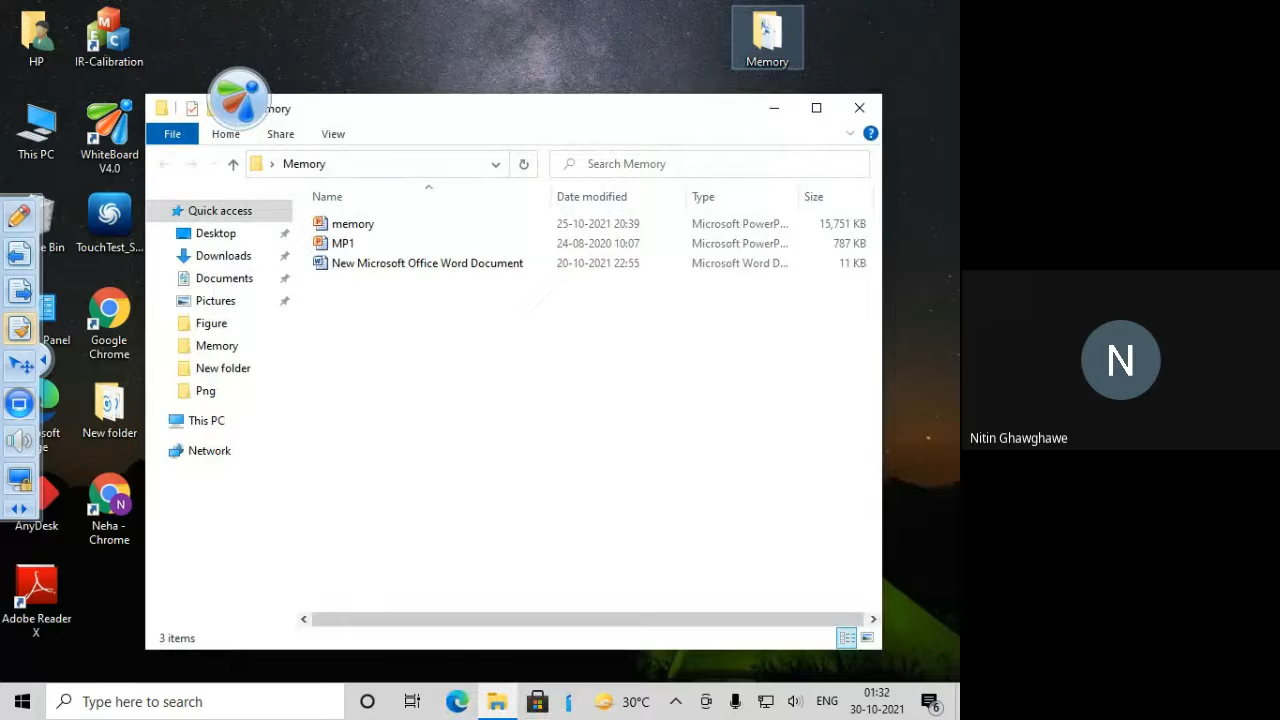 HP
IR-Calibration
Memory
This PC
WhiteBoard
V4.0
e Bin
TouchTest_S...
Panel
Google
Chrome
soft
ge
New folder
AnyDesk
Neha -
Chrome
Adobe Reader
X
mory
File
Home
Share
View
Memory
Search Memory
Name
Date modified
Type
Size
Quick access
Desktop
Downloads
Documents
Pictures
Figure
Memory
New folder
Png
This PC
Network
memory 25-10-2021 20:39 Microsoft PowerP... 15,751 KB
MP1 24-08-2020 10:07 Microsoft PowerP... 787 KB
New Microsoft Office Word Document 20-10-2021 22:55 Microsoft Word D... 11 KB
3 items
N
Nitin Ghawghawe
Type here to search
30°C
ENG
01:32
30-10-2021
6